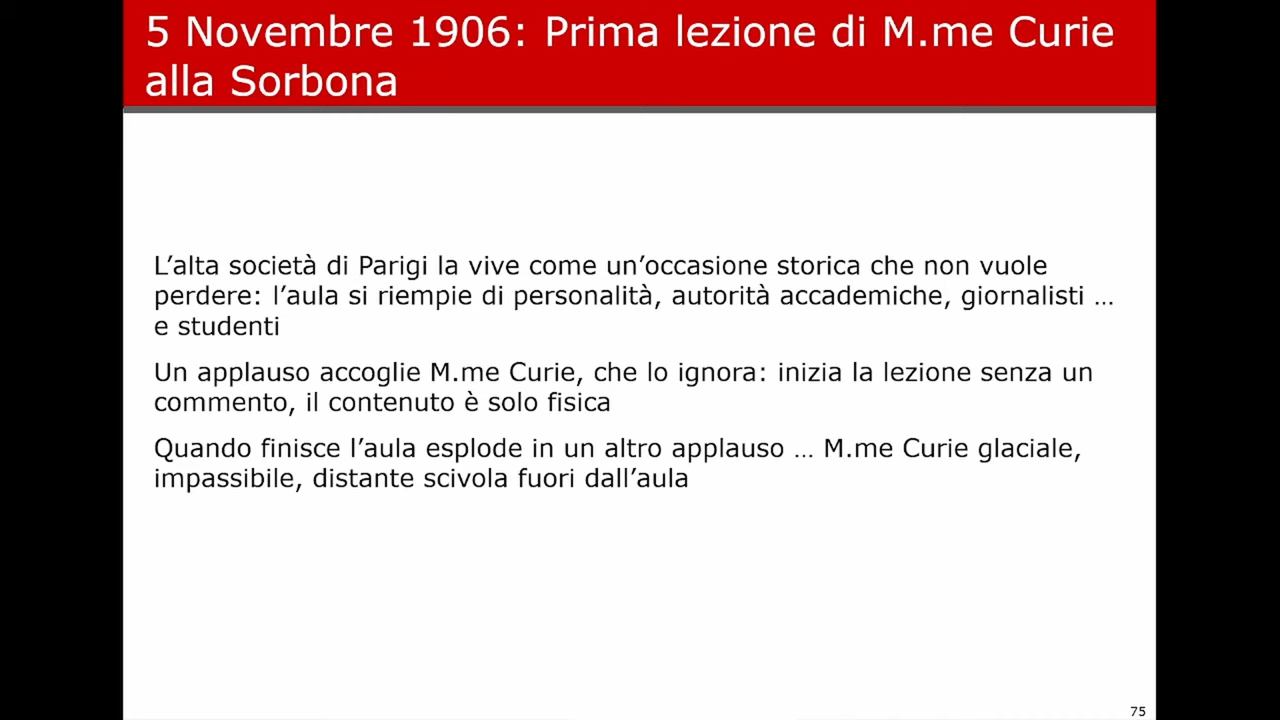 5 Novembre 1906: Prima lezione di M.me Curie
alla Sorbona
L’alta società di Parigi la vive come un’occasione storica che non vuole
perdere: l’aula si riempie di personalità, autorità accademiche, giornalisti …
e studenti
Un applauso accoglie M.me Curie, che lo ignora: inizia la lezione senza un
commento, il contenuto è solo fisica
Quando finisce l’aula esplode in un altro applauso … M.me Curie glaciale,
impassibile, distante scivola fuori dall’aula
75